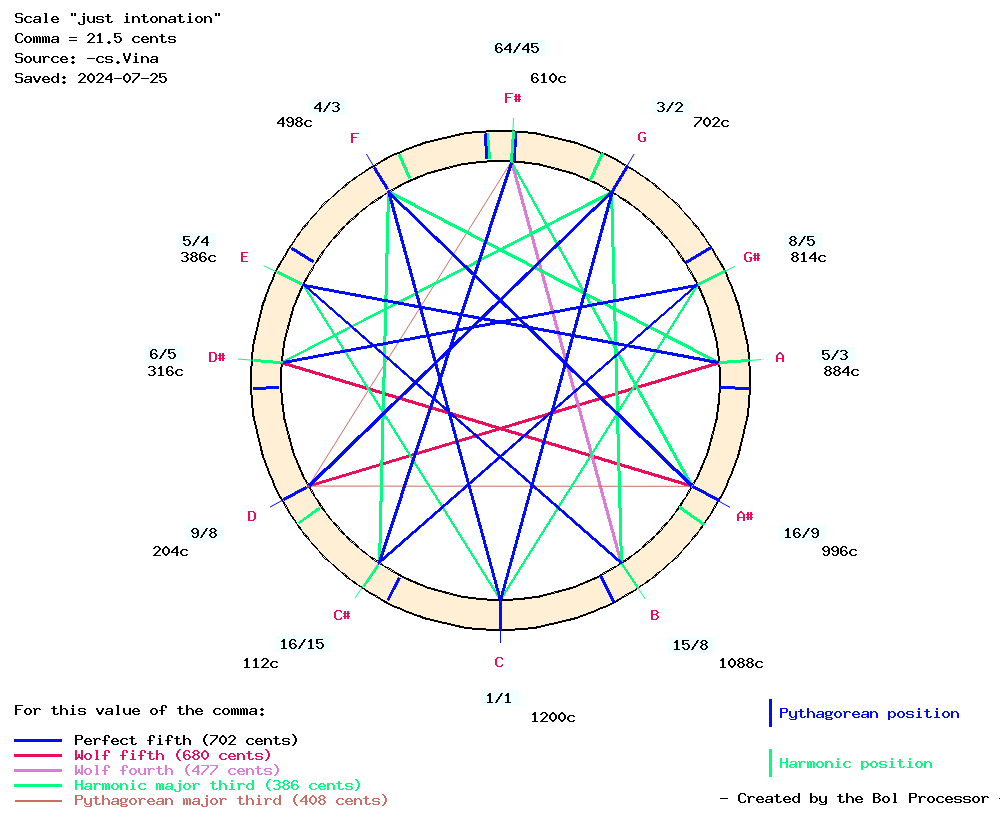 Scale "just intonation"
Comma = 21.5 cents
Source: -cs.Vina
Saved: 2024-07-25
64/45
610c
F#
4/3
498c
F
3/2
702c
G
5/4
386c
E
8/5
814c
G#
6/5
316c
D#
5/3
884c
A
9/8
204c
D
16/9
996c
A#
16/15
112c
C#
15/8
1088c
B
C
1/1
1200c
For this value of the comma:
Perfect fifth (702 cents)
Wolf fifth (680 cents)
Wolf fourth (477 cents)
Harmonic major third (386 cents)
Pythagorean major third (408 cents)
Pythagorean position
Harmonic position
- Created by the Bol Processor -